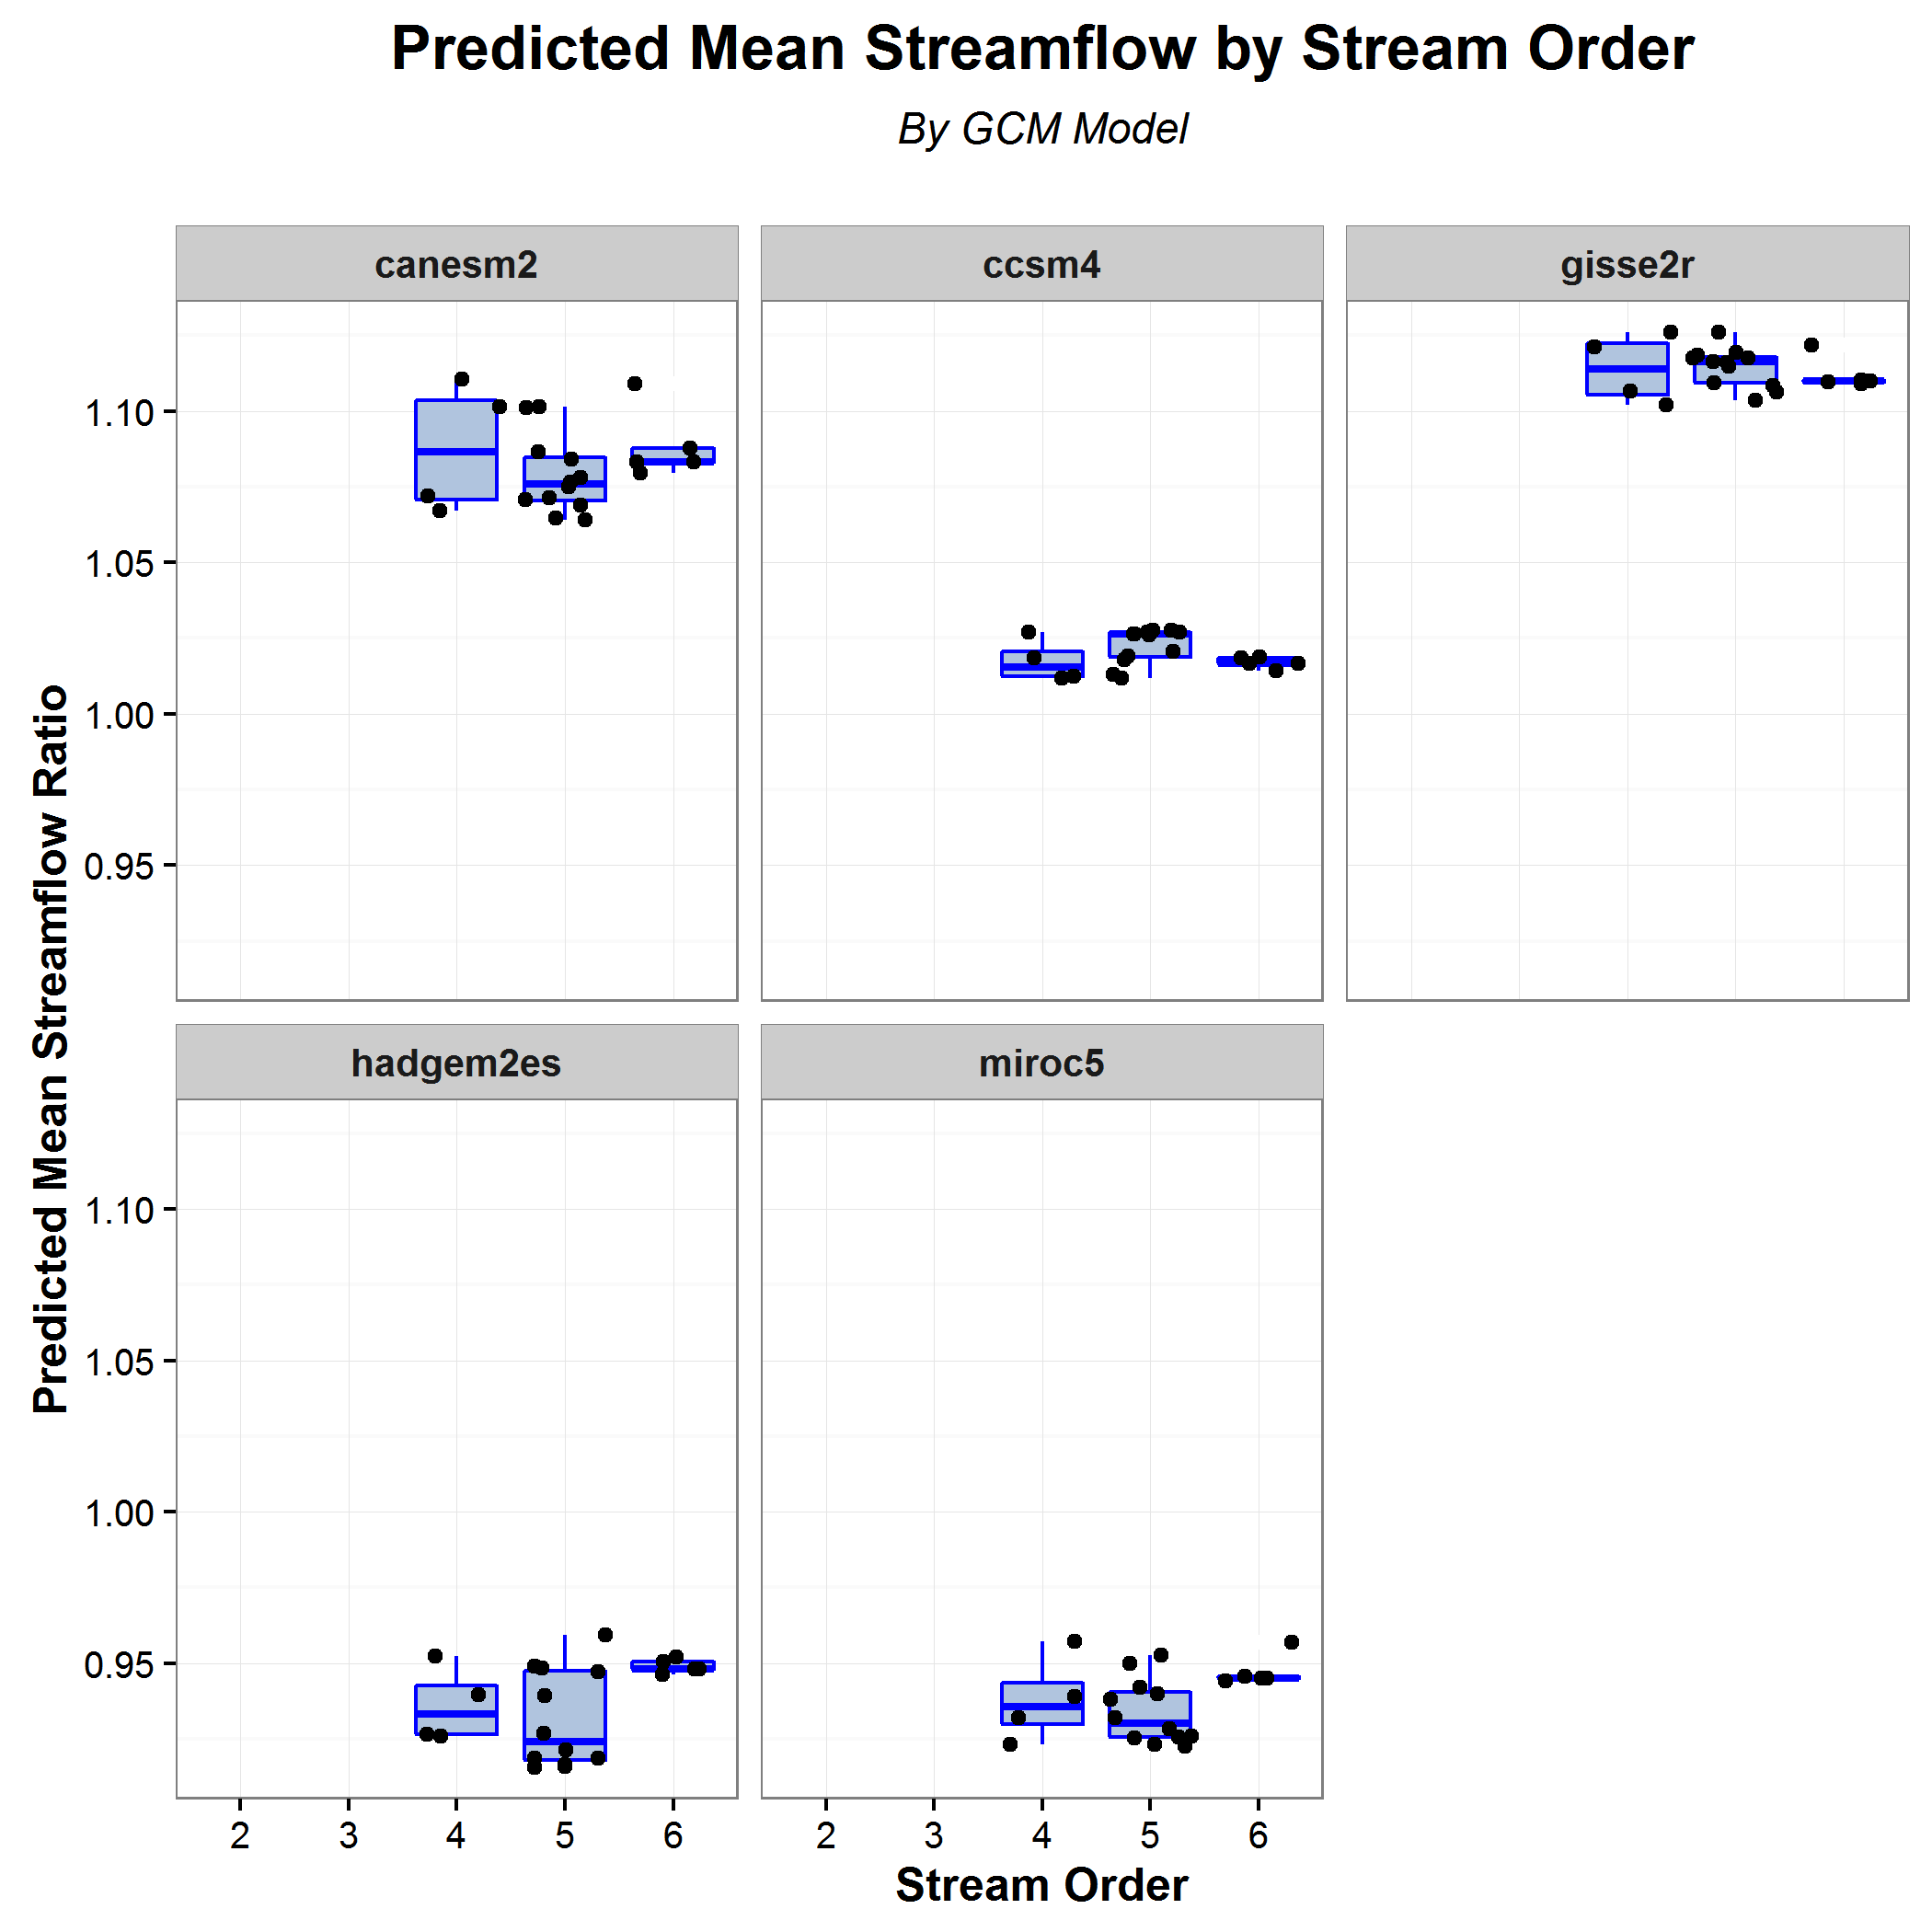 Predicted Mean Streamflow by Stream Order
By GCM Model
canesm2
ccsm4
gisse2r
1.10
1.05
1.00
0.95
Predicted Mean Streamflow Ratio
hadgem2es
miroc5
1.10
1.05
1.00
0.95
2 3 4 5 6
2 3 4 5 6
Stream Order